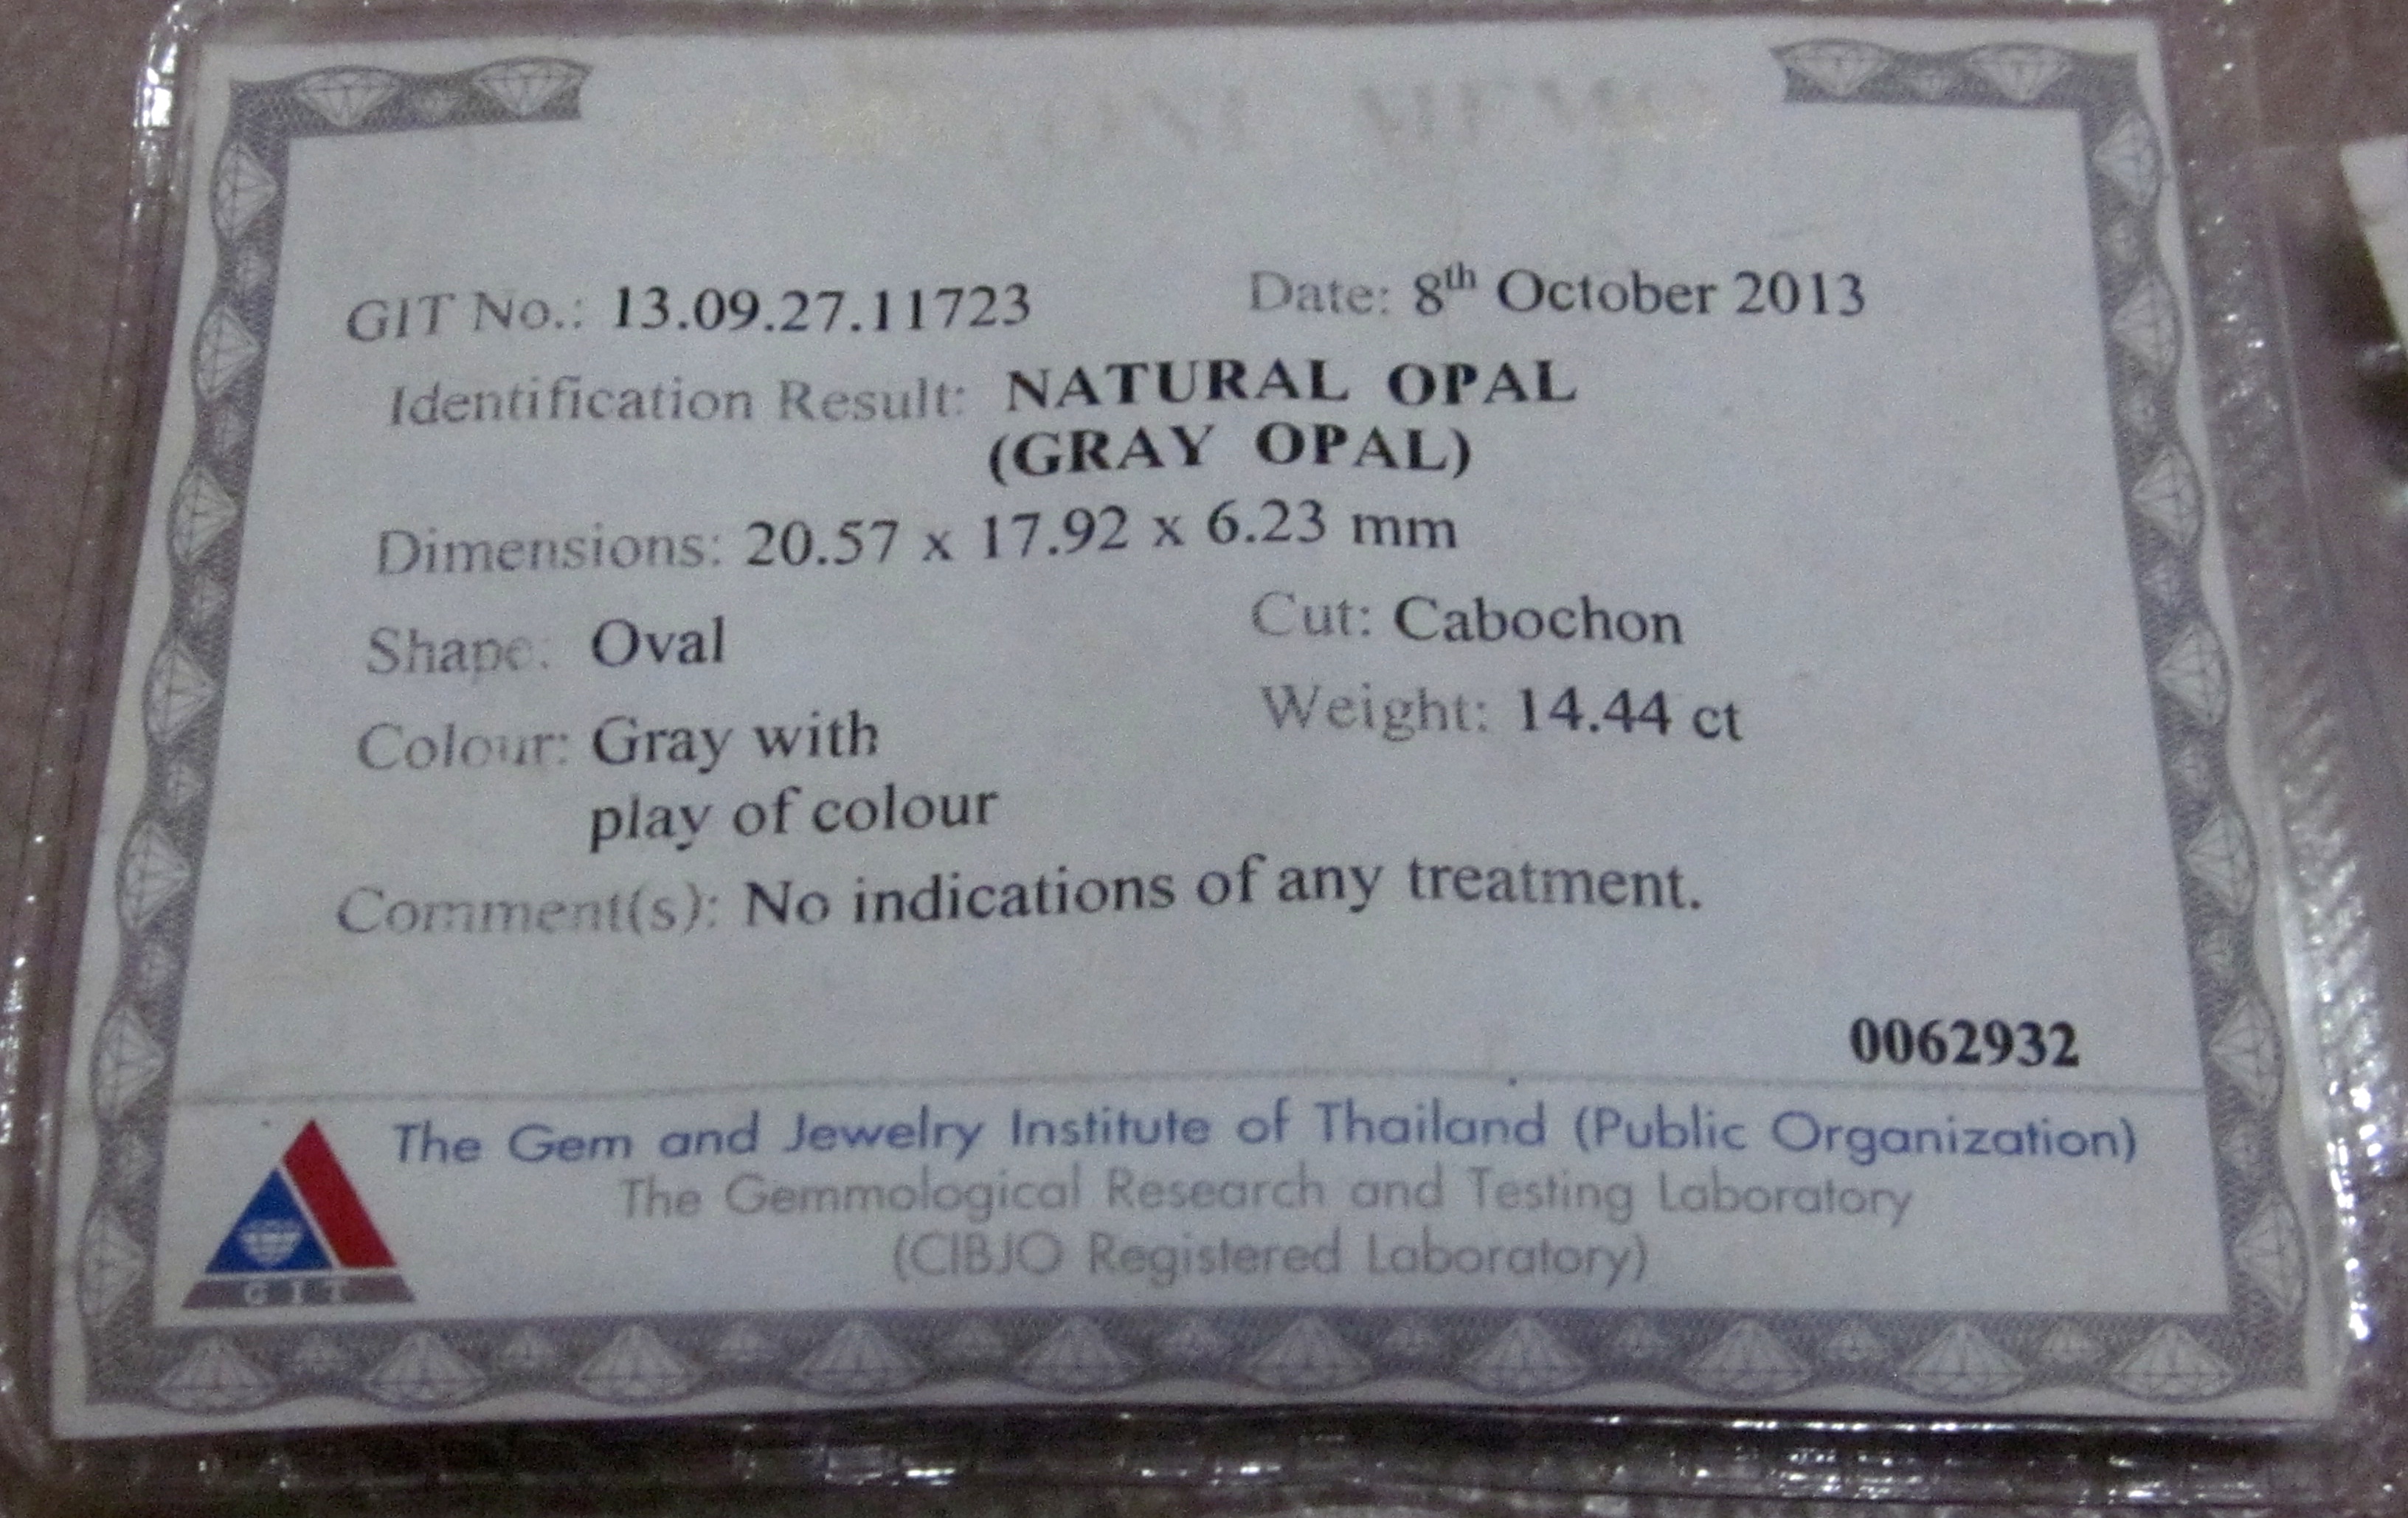 GIT No.: 13.09.27.11723 Date: 8th October 2013
Identification Result: NATURAL OPAL
(GRAY OPAL)
Dimensions: 20.57 x 17.92 x 6.23 mm
Shape: Oval Cut: Cabochon
Colour: Gray with Weight: 14.44 ct
play of colour
Comment(s): No indications of any treatment.
0062932
The Gem and Jewelry Institute of Thailand (Public Organization)
The Gemmological Research and Testing Laboratory
(CIBJO Registered Laboratory)
GIT